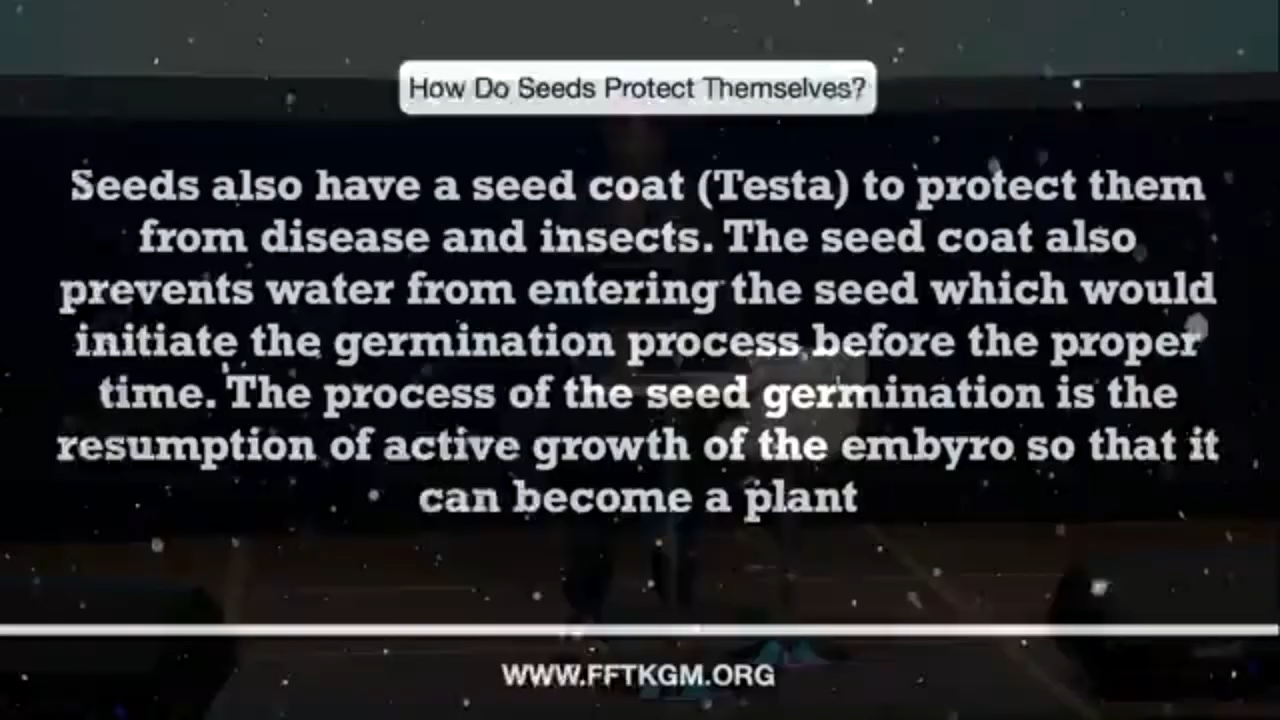 How Do Seeds Protect Themselves?
Seeds also have a seed coat (Testa) to protect them
from disease and insects. The seed coat also
prevents water from entering the seed which would
initiate the germination process before the proper
time. The process of the seed germination is the
resumption of active growth of the embyro so that it
can become a plant
WWW.FFTKGM.ORG